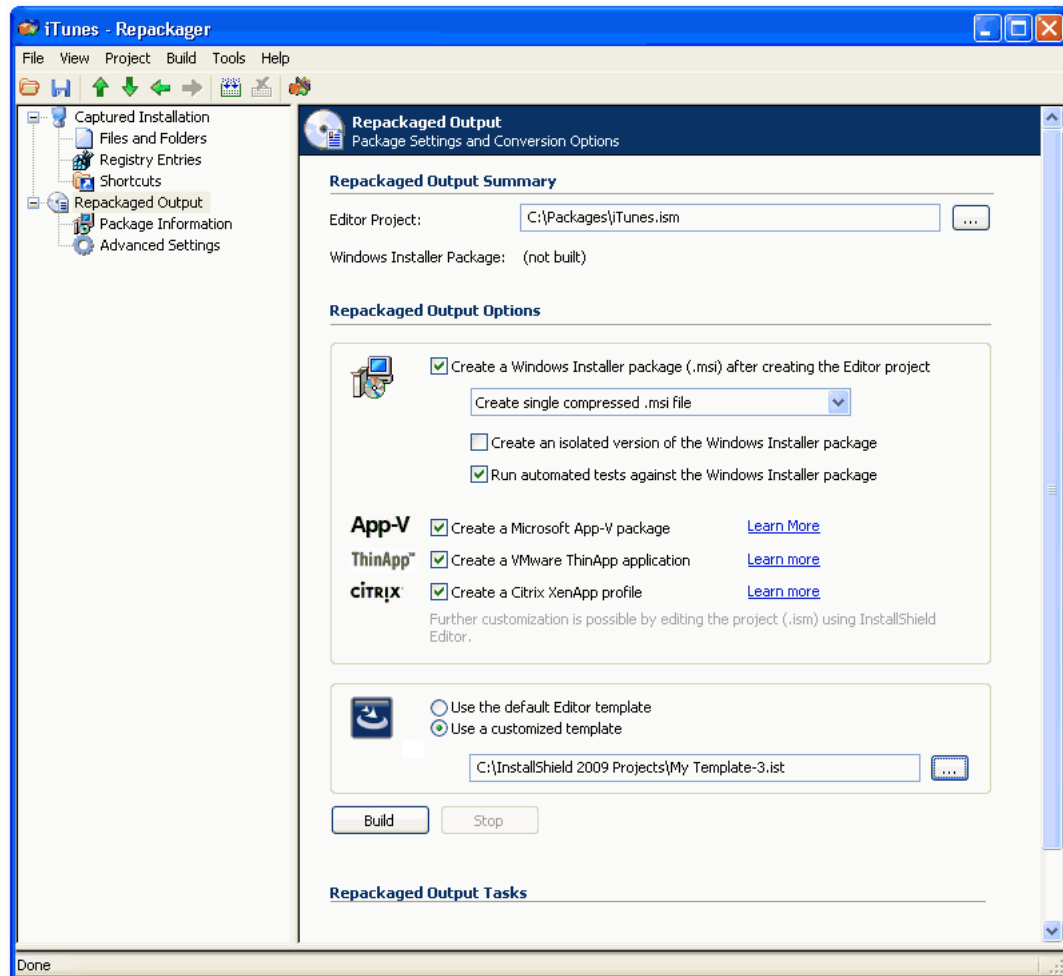 iTunes - Repackager
File View Project Build Tools Help
Captured Installation
Files and Folders
Registry Entries
Shortcuts
Repackaged Output
Package Information
Advanced Settings
Repackaged Output
Package Settings and Conversion Options
Repackaged Output Summary
Editor Project: C:\Packages\iTunes.ism ...
Windows Installer Package: (not built)
Repackaged Output Options
Create a Windows Installer package (.msi) after creating the Editor project
Create single compressed .msi file
Create an isolated version of the Windows Installer package
Run automated tests against the Windows Installer package
App-V Create a Microsoft App-V package Learn More
ThinApp™ Create a VMware ThinApp application Learn more
CITRIX Create a Citrix XenApp profile Learn more
Further customization is possible by editing the project (.ism) using InstallShield
Editor.
Use the default Editor template
Use a customized template
C:\InstallShield 2009 Projects\My Template-3.ist ...
Build Stop
Repackaged Output Tasks
Done